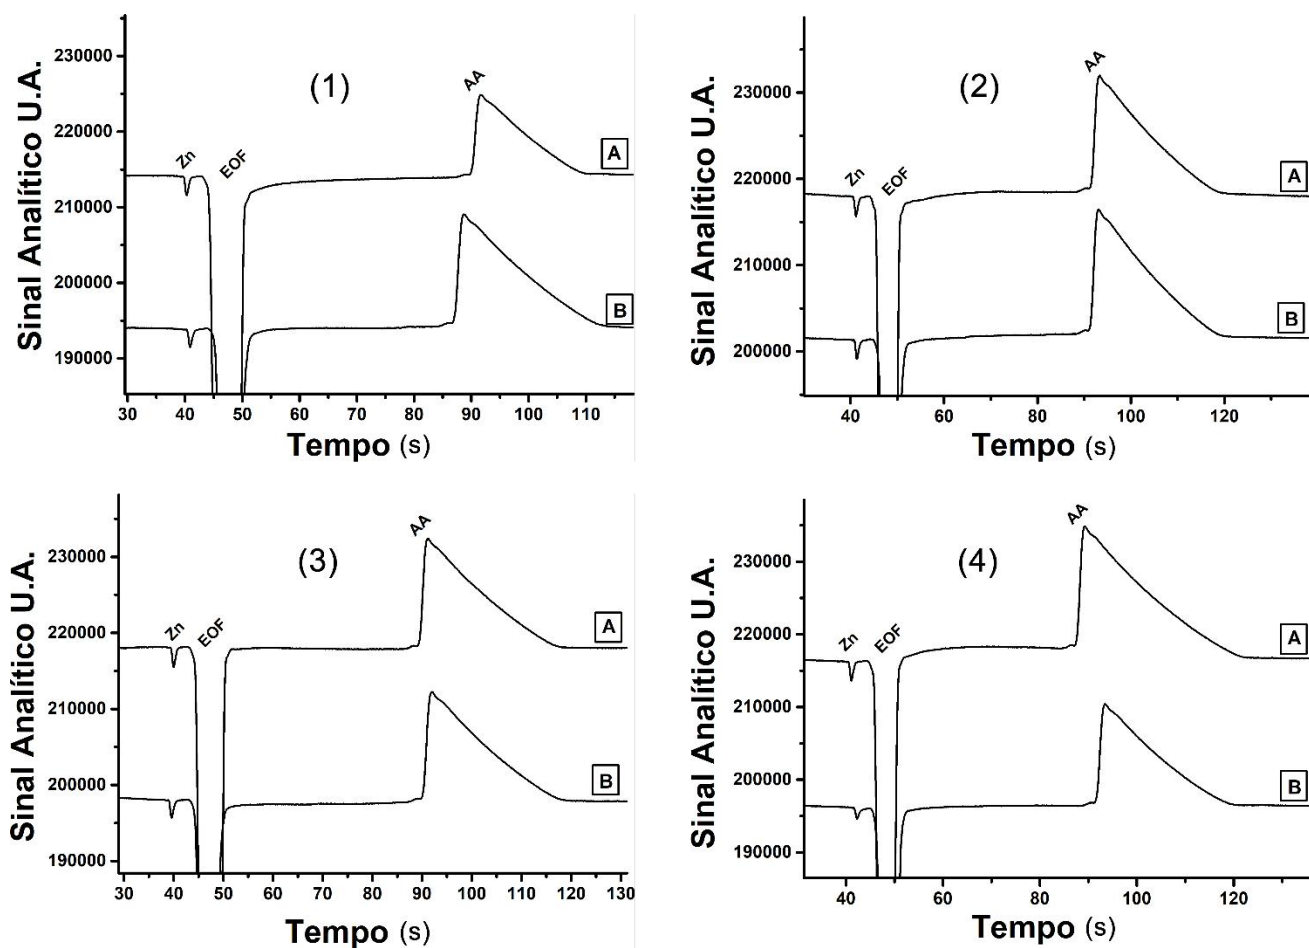 (1)
Sinal Analítico U.A.
230000
220000
210000
200000
190000
Zn
EOF
AA
A
B
30 40 50 60 70 80 90 100 110
Tempo (s)
(2)
Sinal Analítico U.A.
230000
220000
210000
200000
Zn
EOF
AA
A
B
40 60 80 100 120
Tempo (s)
(3)
Sinal Analítico U.A.
230000
220000
210000
200000
190000
Zn
EOF
AA
A
B
30 40 50 60 70 80 90 100 110 120 130
Tempo (s)
(4)
Sinal Analítico U.A.
230000
220000
210000
200000
190000
Zn
EOF
AA
A
B
40 60 80 100 120
Tempo (s)